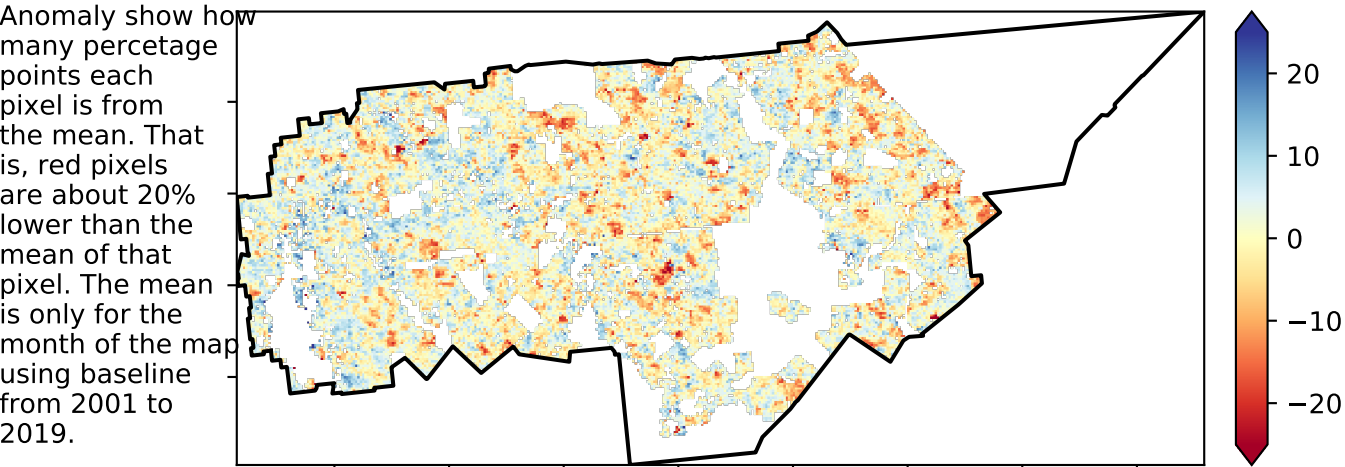 Anomaly show how
many percetage
points each
pixel is from
the mean. That
is, red pixels
are about 20%
lower than the
mean of that
pixel. The mean
is only for the
month of the map
using baseline
from 2001 to
2019.
20
10
0
−10
−20